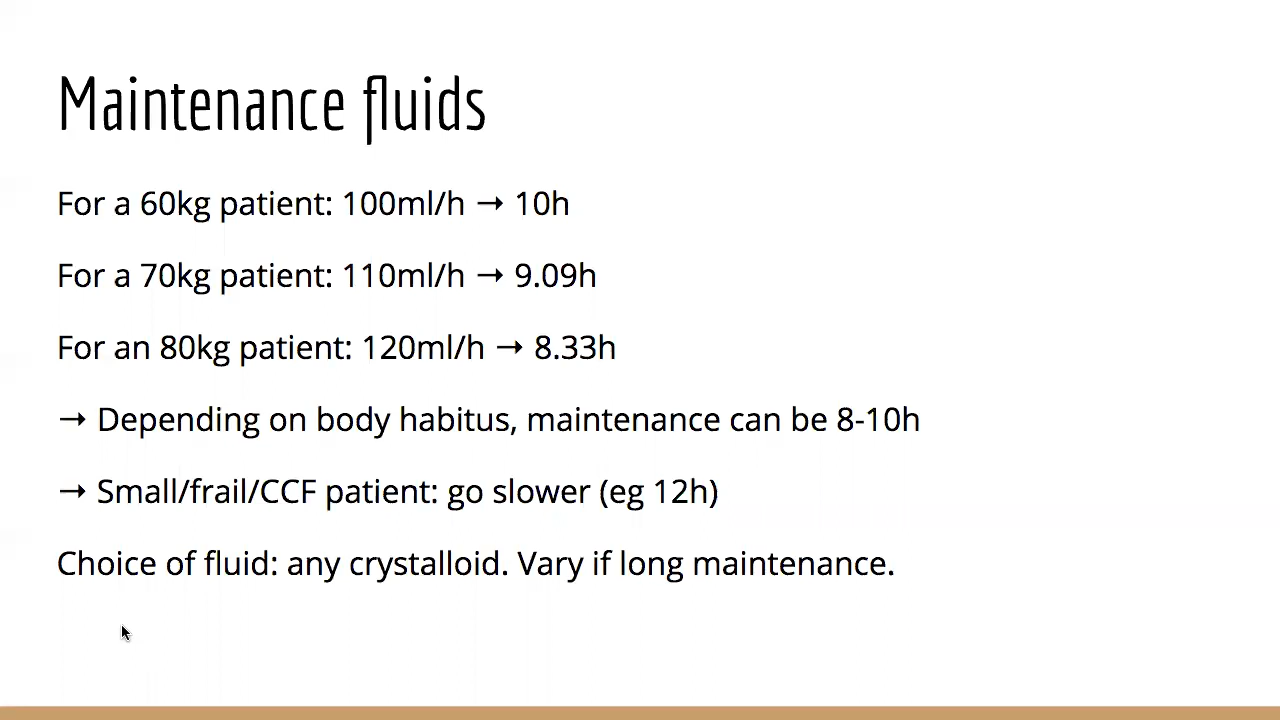 Maintenance fluids
For a 60kg patient: 100ml/h → 10h
For a 70kg patient: 110ml/h → 9.09h
For an 80kg patient: 120ml/h → 8.33h
→ Depending on body habitus, maintenance can be 8-10h
→ Small/frail/CCF patient: go slower (eg 12h)
Choice of fluid: any crystalloid. Vary if long maintenance.